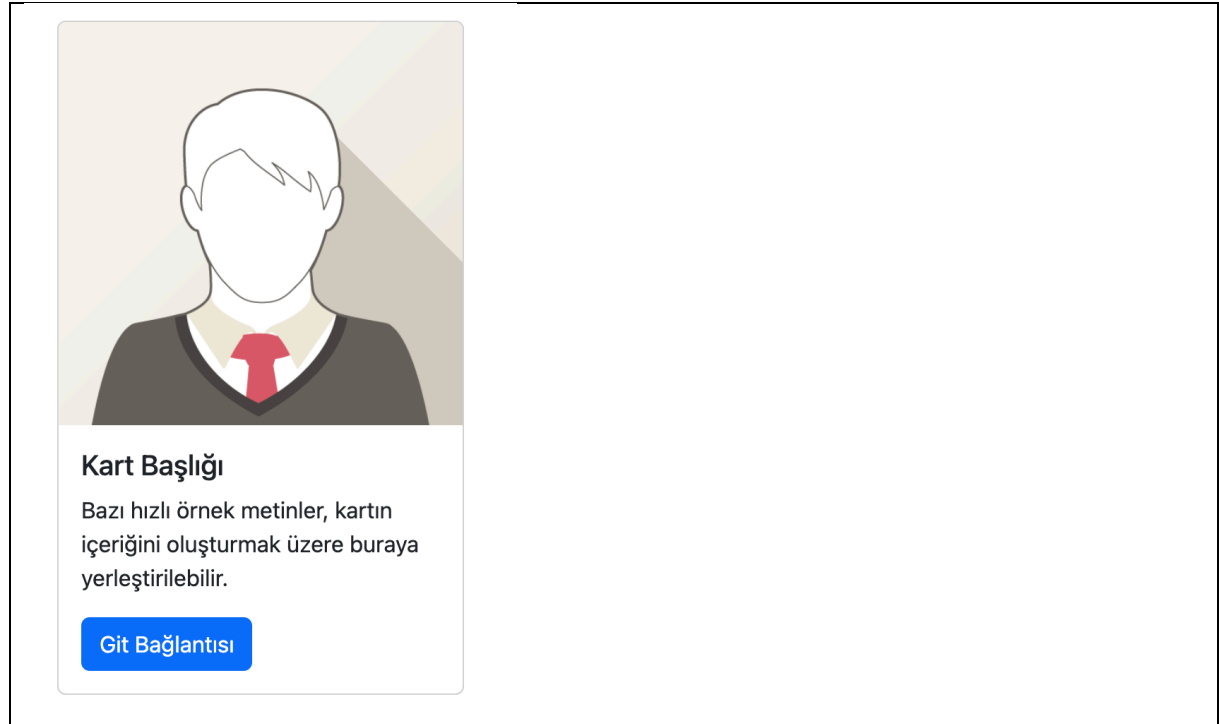 Kart Başlığı
Bazı hızlı örnek metinler, kartın
içeriğini oluşturmak üzere buraya
yerleştirilebilir.
Git Bağlantısı